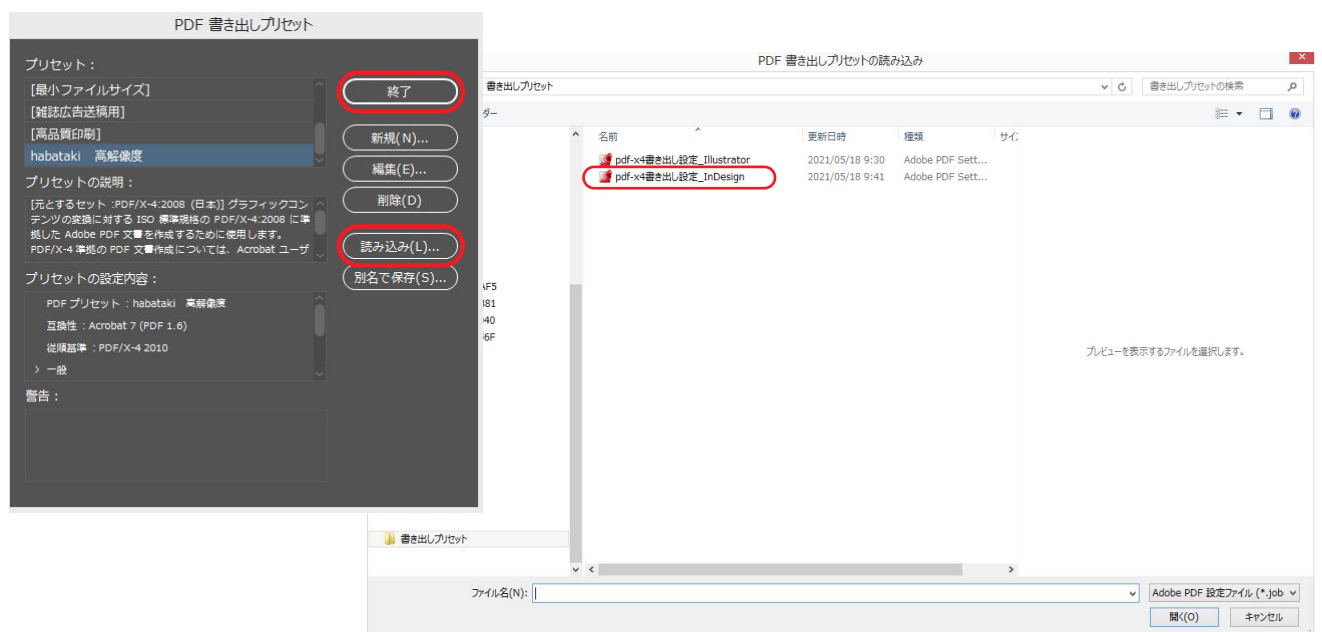 PDF 書き出しプリセット
プリセット：
[最小ファイルサイズ]
[雑誌広告送稿用]
[高品質印刷]
habataki　高解像度
終了
新規(N)...
編集(E)...
削除(D)
読み込み(L)...
別名で保存(S)...
プリセットの説明：
[元とするセット :PDF/X-4:2008 (日本)] グラフィックコン
テンツの変換に対する ISO 標準規格の PDF/X-4:2008 に準
拠した Adobe PDF 文書を作成するために使用します。
PDF/X-4 準拠の PDF 文書作成については、Acrobat ユーザ
プリセットの設定内容：
PDF プリセット：habataki　高解像度
互換性：Acrobat 7 (PDF 1.6)
従順基準：PDF/X-4 2010
一般
警告：
PDF 書き出しプリセットの読み込み
書き出しプリセット
書き出しプリセットの検索
ダー
名前 更新日時 種類 サイ
pdf-x4書き出し設定_Illustrator 2021/05/18 9:30 Adobe PDF Sett...
pdf-x4書き出し設定_InDesign 2021/05/18 9:41 Adobe PDF Sett...
プレビューを表示するファイルを選択します。
書き出しプリセット
ファイル名(N):
Adobe PDF 設定ファイル (*.job
開く(O) キャンセル